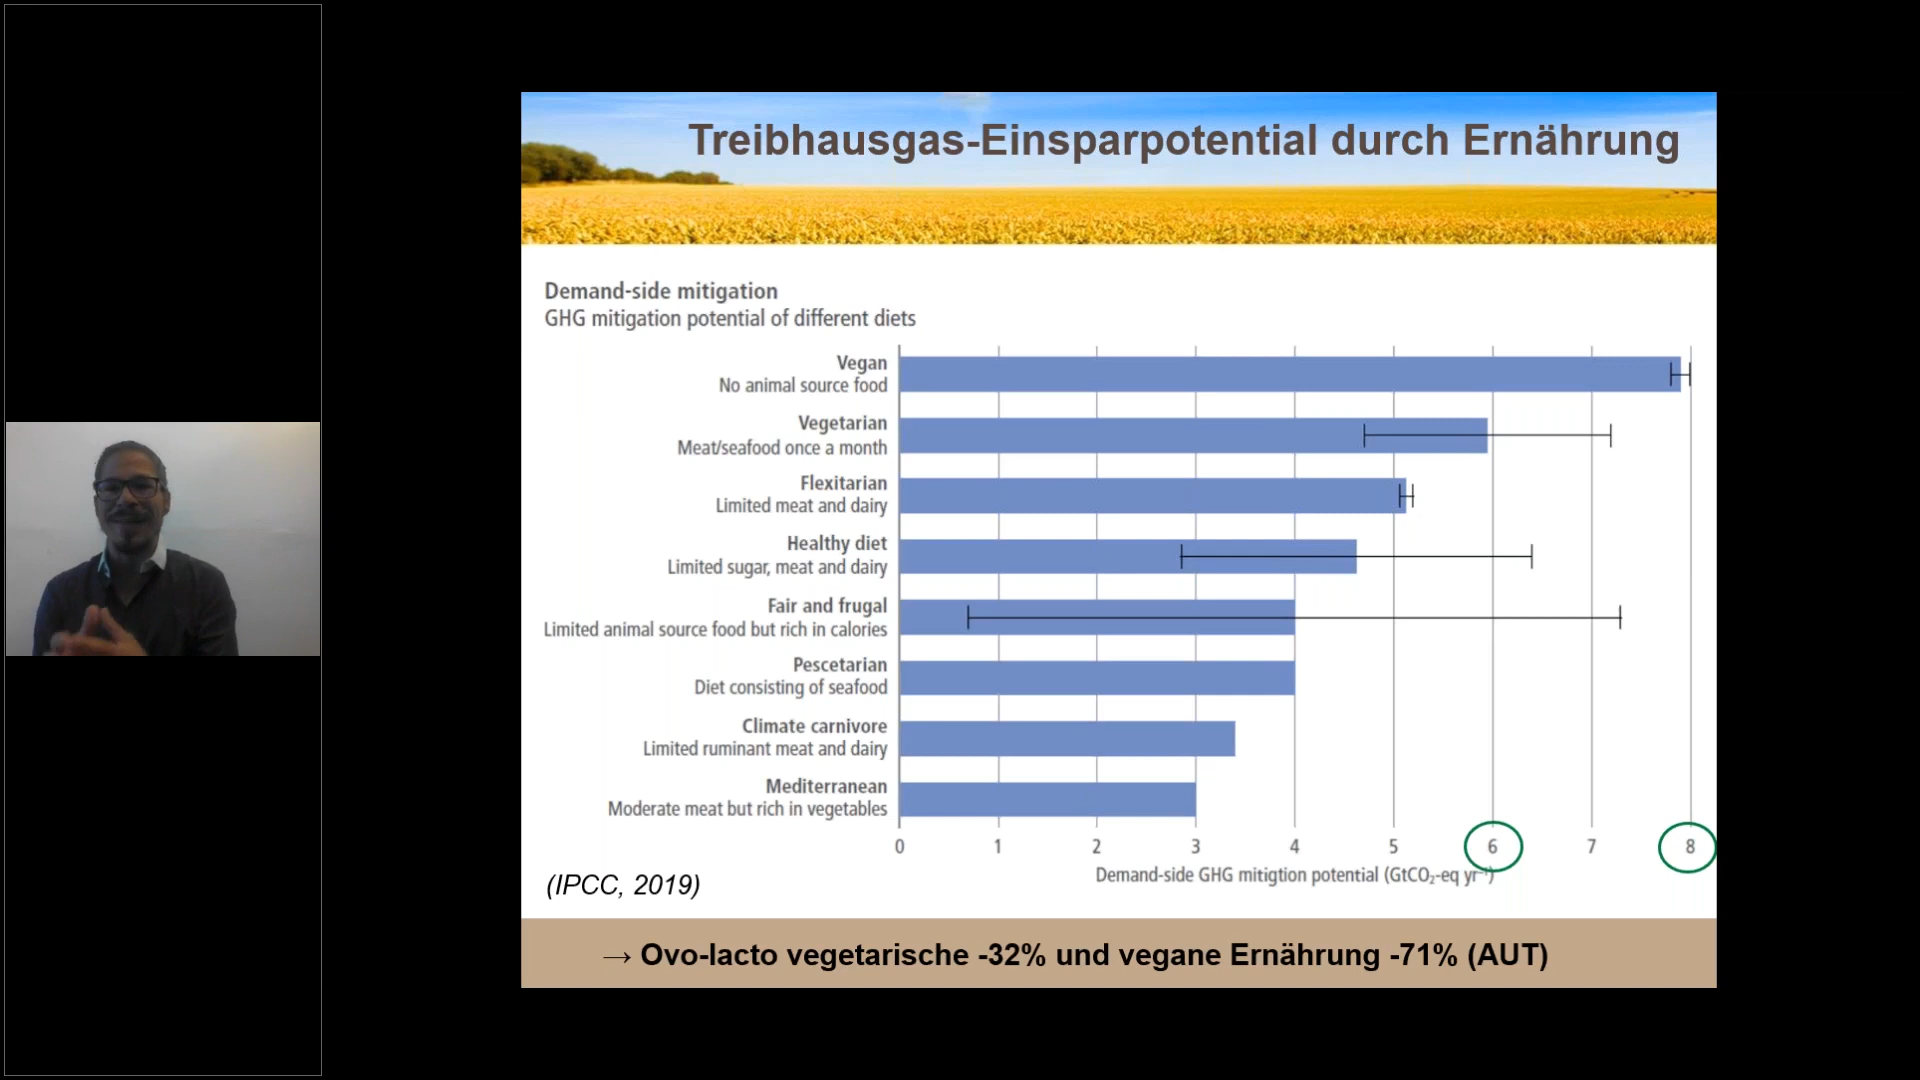 Treibhausgas-Einsparpotential durch Ernährung
Demand-side mitigation
GHG mitigation potential of different diets
Vegan
No animal source food
Vegetarian
Meat/seafood once a month
Flexitarian
Limited meat and dairy
Healthy diet
Limited sugar, meat and dairy
Fair and frugal
Limited animal source food but rich in calories
Pescetarian
Diet consisting of seafood
Climate carnivore
Limited ruminant meat and dairy
Mediterranean
Moderate meat but rich in vegetables
0 1 2 3 4 5 6 7 8
Demand-side GHG mitigtion potential (GtCO₂-eq yr⁻¹)
(IPCC, 2019)
→ Ovo-lacto vegetarische -32% und vegane Ernährung -71% (AUT)